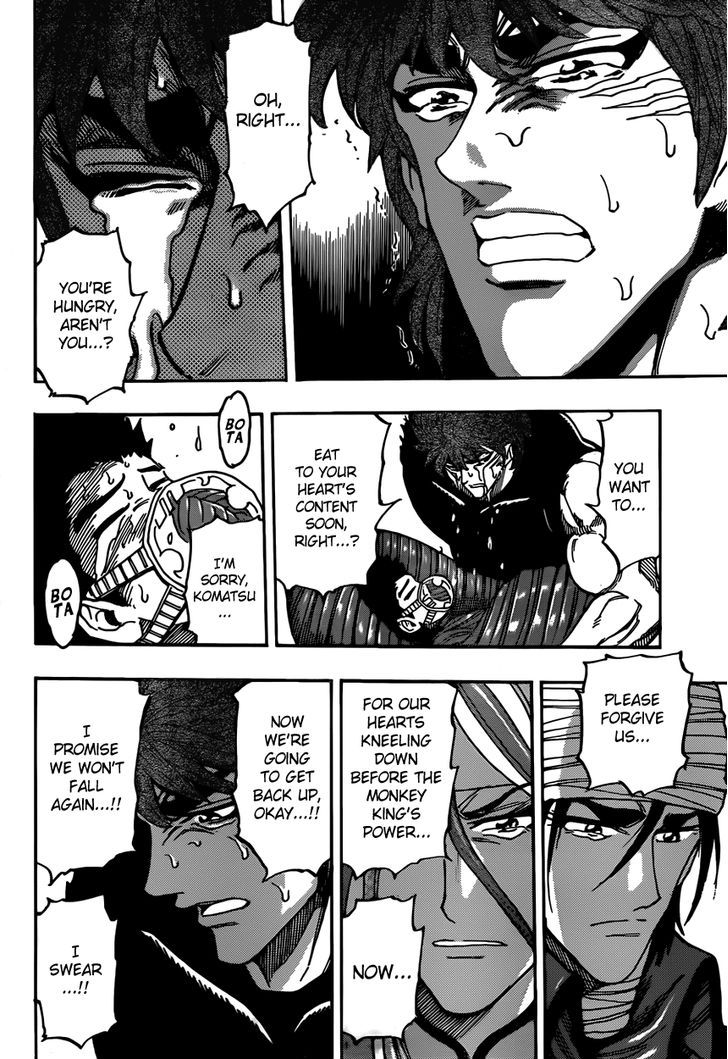 OH,
RIGHT...
YOU'RE
HUNGRY,
AREN'T
YOU...?
YOU
WANT
TO...
EAT
TO YOUR
HEART'S
CONTENT
SOON,
RIGHT...?
BO
TA
I'M
SORRY,
KOMATSU
...
BO
TA
PLEASE
FORGIVE
US...
FOR OUR
HEARTS
KNEELING
DOWN
BEFORE THE
MONKEY
KING'S
POWER...
NOW...
NOW
WE'RE
GOING
TO GET
BACK UP,
OKAY...!!
I
PROMISE
WE WON'T
FALL
AGAIN...!!
I
SWEAR
...!!